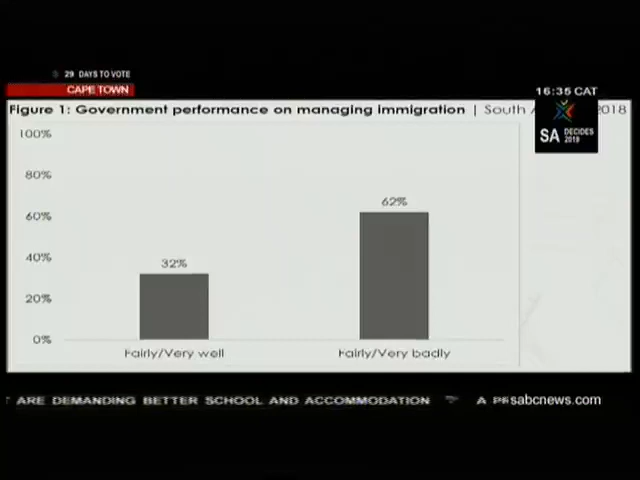 29 DAYS TO VOTE
CAPE TOWN
16:35 CAT
Figure 1: Government performance on managing immigration | South A 2018
SA DECIDES 2019
100%
80%
60%
40%
20%
0%
32%
62%
Fairly/Very well
Fairly/Very badly
ARE DEMANDING BETTER SCHOOL AND ACCOMMODATION
A
sabcnews.com